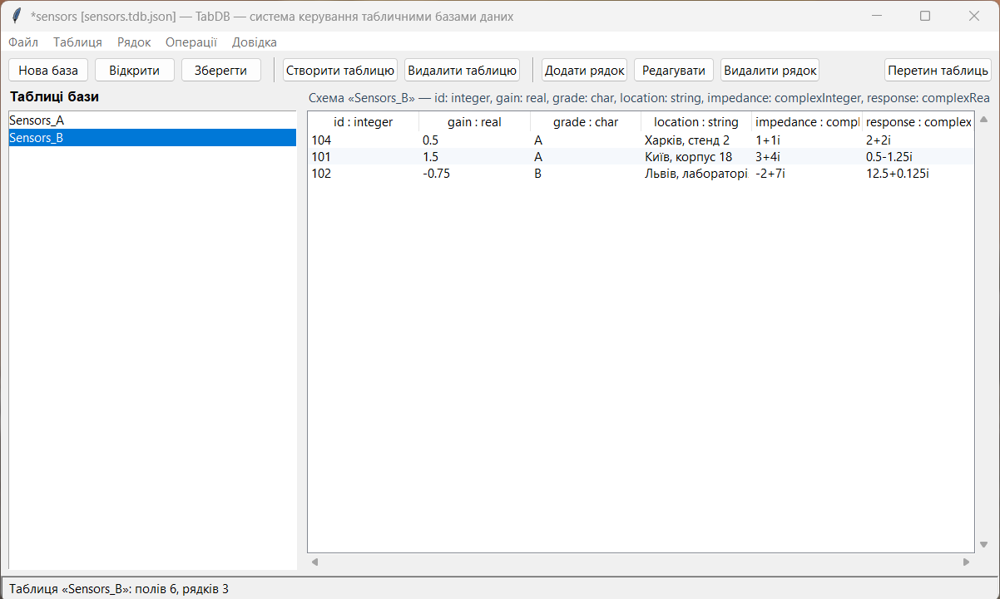 *sensors [sensors.tdb.json] — TabDB — система керування табличними базами даних
Файл Таблиця Рядок Операції Довідка
Нова база Відкрити Зберегти Створити таблицю Видалити таблицю Додати рядок Редагувати Видалити рядок Перетин таблиць
Таблиці бази
Схема «Sensors_B» — id: integer, gain: real, grade: char, location: string, impedance: complexInteger, response: complexRea
Sensors_A
Sensors_B
id : integer gain : real grade : char location : string impedance : compl response : complex
104 0.5 A Харків, стенд 2 1+1i 2+2i
101 1.5 A Київ, корпус 18 3+4i 0.5-1.25i
102 -0.75 B Львів, лабораторі -2+7i 12.5+0.125i
Таблиця «Sensors_B»: полів 6, рядків 3